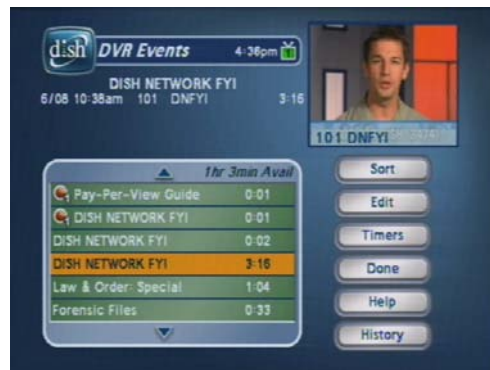 dish DVR Events 4:36pm
DISH NETWORK FYI
6/08 10:38am 101 DNFYI 3:16
101 DNFYI
1hr 3min Avail
Pay-Per-View Guide 0:01
DISH NETWORK FYI 0:01
DISH NETWORK FYI 0:02
DISH NETWORK FYI 3:16
Law & Order: Special 1:04
Forensic Files 0:33
Sort
Edit
Timers
Done
Help
History